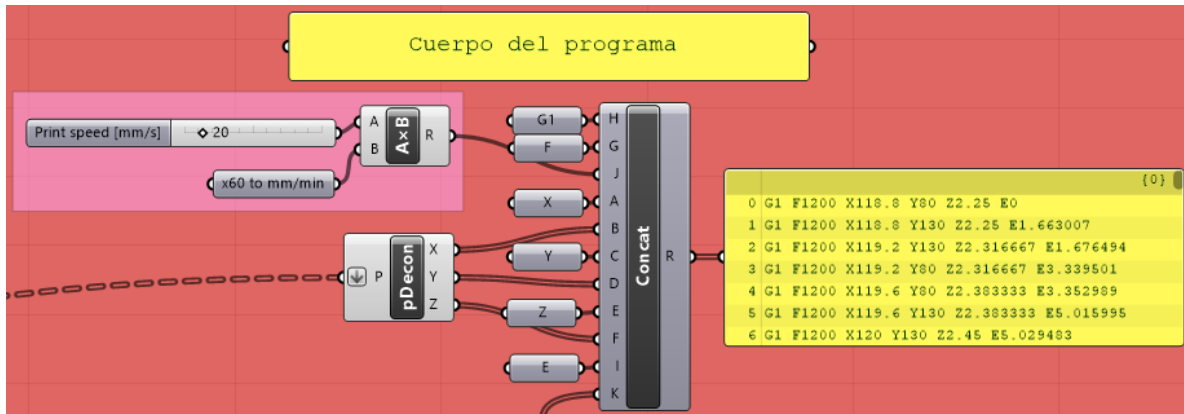 Cuerpo del programa
Print speed [mm/s]
20
x60 to mm/min
A
B
A×B
R
G1
F
X
Y
Z
E
P
pDecon
X
Y
Z
H
G
J
A
B
C
D
E
F
I
K
Concat
R
{0}
0 G1 F1200 X118.8 Y80 Z2.25 E0
1 G1 F1200 X118.8 Y130 Z2.25 E1.663007
2 G1 F1200 X119.2 Y130 Z2.316667 E1.676494
3 G1 F1200 X119.2 Y80 Z2.316667 E3.339501
4 G1 F1200 X119.6 Y80 Z2.383333 E3.352989
5 G1 F1200 X119.6 Y130 Z2.383333 E5.015995
6 G1 F1200 X120 Y130 Z2.45 E5.029483